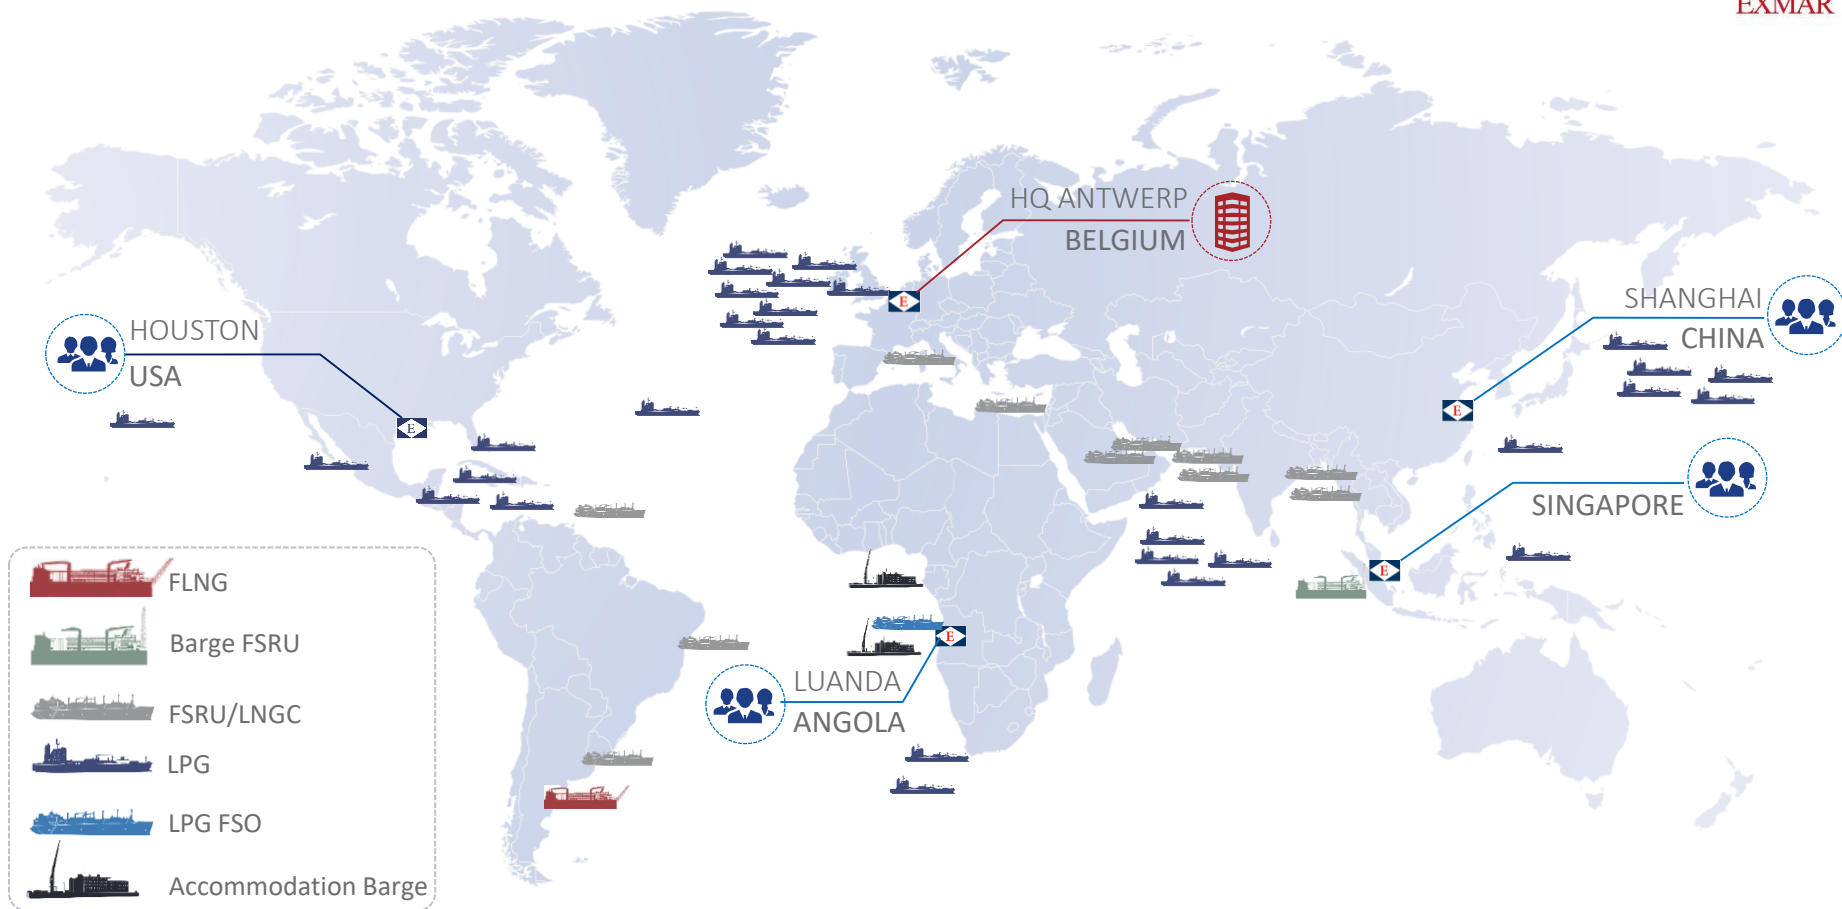 EXMAR
HQ ANTWERP
BELGIUM
HOUSTON
USA
SHANGHAI
CHINA
SINGAPORE
LUANDA
ANGOLA
E
E
E
E
E
FLNG
Barge FSRU
FSRU/LNGC
LPG
LPG FSO
Accommodation Barge